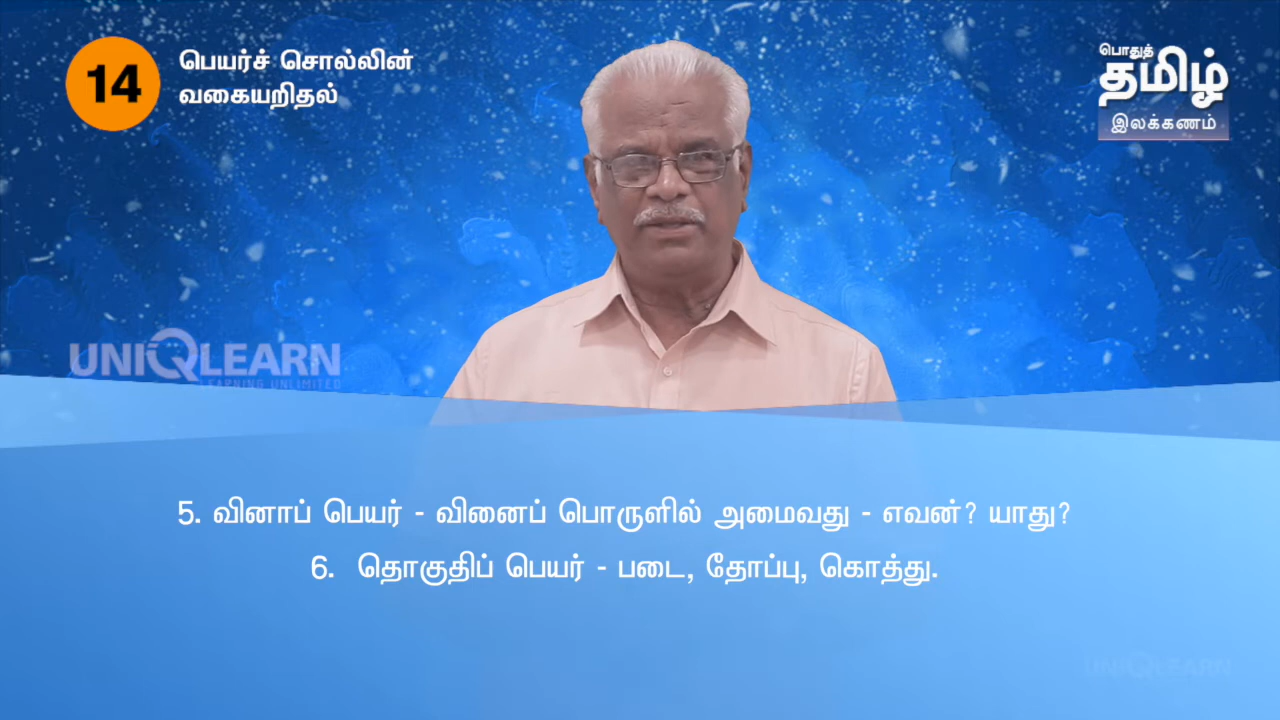 14
பெயர்ச் சொல்லின்
வகையறிதல்
பொதுத்
தமிழ்
இலக்கணம்
UNIQLEARN
LEARNING UNLIMITED
5. வினாப் பெயர் - வினைப் பொருளில் அமைவது - எவன்? யாது?
6. தொகுதிப் பெயர் - படை, தோப்பு, கொத்து.
UNIQLEARN